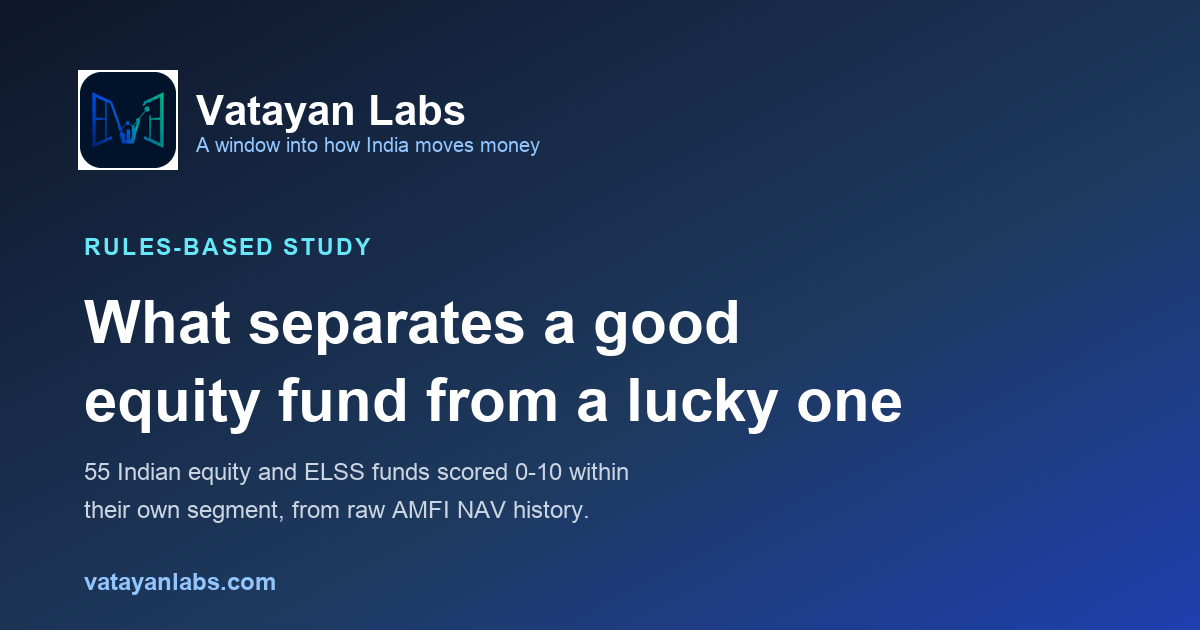 Vatayan Labs
A window into how India moves money
RULES-BASED STUDY
What separates a good
equity fund from a lucky one
55 Indian equity and ELSS funds scored 0-10 within
their own segment, from raw AMFI NAV history.
vatayanlabs.com